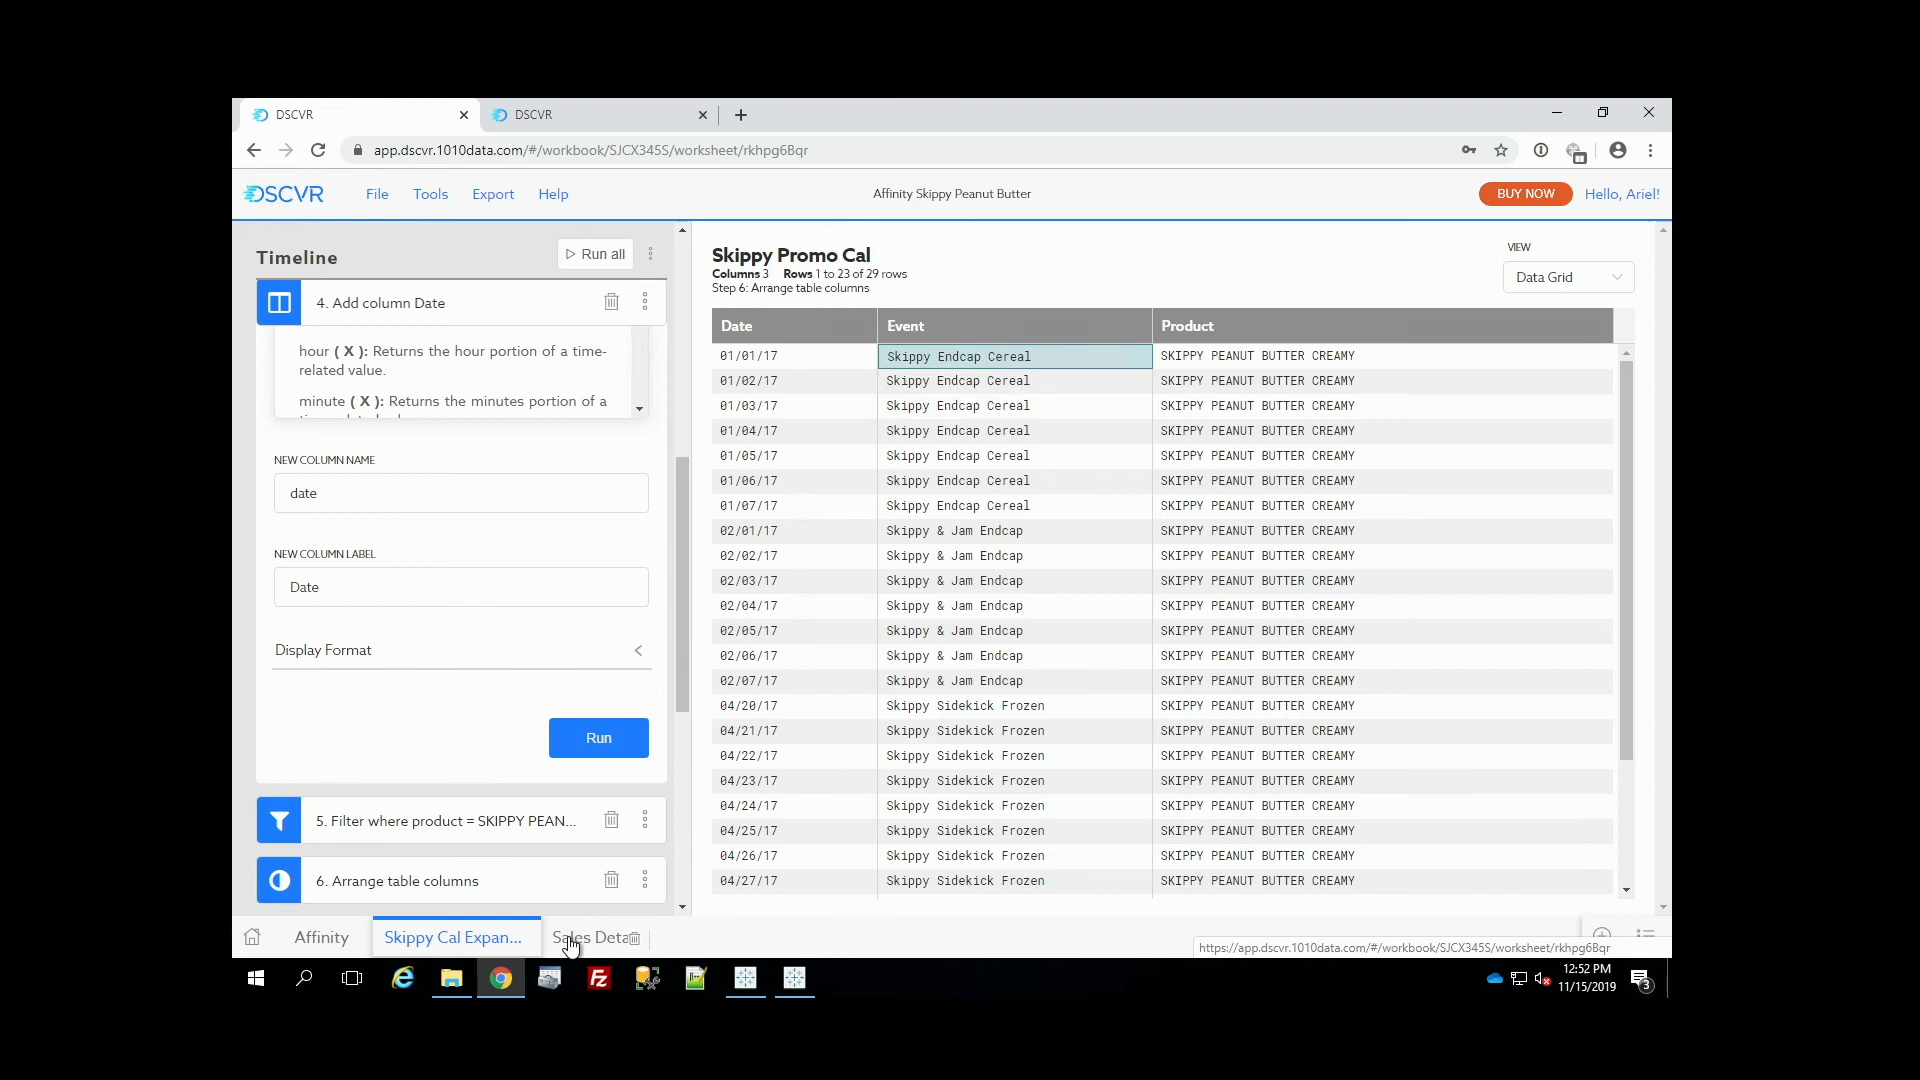 DSCVR
DSCVR
app.dscvr.1010data.com/#/workbook/SJCX345S/worksheet/rkhpg6Bqr
DSCVR File Tools Export Help Affinity Skippy Peanut Butter BUY NOW Hello, Ariel!
Timeline Run all
4. Add column Date
hour ( X ): Returns the hour portion of a time-
related value.
minute ( X ): Returns the minutes portion of a
NEW COLUMN NAME
date
NEW COLUMN LABEL
Date
Display Format
Run
5. Filter where product = SKIPPY PEAN...
6. Arrange table columns
Skippy Promo Cal
Columns 3 Rows 1 to 23 of 29 rows
Step 6: Arrange table columns
VIEW
Data Grid
Date Event Product
01/01/17 Skippy Endcap Cereal SKIPPY PEANUT BUTTER CREAMY
01/02/17 Skippy Endcap Cereal SKIPPY PEANUT BUTTER CREAMY
01/03/17 Skippy Endcap Cereal SKIPPY PEANUT BUTTER CREAMY
01/04/17 Skippy Endcap Cereal SKIPPY PEANUT BUTTER CREAMY
01/05/17 Skippy Endcap Cereal SKIPPY PEANUT BUTTER CREAMY
01/06/17 Skippy Endcap Cereal SKIPPY PEANUT BUTTER CREAMY
01/07/17 Skippy Endcap Cereal SKIPPY PEANUT BUTTER CREAMY
02/01/17 Skippy & Jam Endcap SKIPPY PEANUT BUTTER CREAMY
02/02/17 Skippy & Jam Endcap SKIPPY PEANUT BUTTER CREAMY
02/03/17 Skippy & Jam Endcap SKIPPY PEANUT BUTTER CREAMY
02/04/17 Skippy & Jam Endcap SKIPPY PEANUT BUTTER CREAMY
02/05/17 Skippy & Jam Endcap SKIPPY PEANUT BUTTER CREAMY
02/06/17 Skippy & Jam Endcap SKIPPY PEANUT BUTTER CREAMY
02/07/17 Skippy & Jam Endcap SKIPPY PEANUT BUTTER CREAMY
04/20/17 Skippy Sidekick Frozen SKIPPY PEANUT BUTTER CREAMY
04/21/17 Skippy Sidekick Frozen SKIPPY PEANUT BUTTER CREAMY
04/22/17 Skippy Sidekick Frozen SKIPPY PEANUT BUTTER CREAMY
04/23/17 Skippy Sidekick Frozen SKIPPY PEANUT BUTTER CREAMY
04/24/17 Skippy Sidekick Frozen SKIPPY PEANUT BUTTER CREAMY
04/25/17 Skippy Sidekick Frozen SKIPPY PEANUT BUTTER CREAMY
04/26/17 Skippy Sidekick Frozen SKIPPY PEANUT BUTTER CREAMY
04/27/17 Skippy Sidekick Frozen SKIPPY PEANUT BUTTER CREAMY
Affinity Skippy Cal Expan... Sales Deta
https://app.dscvr.1010data.com/#/workbook/SJCX345S/worksheet/rkhpg6Bqr
12:52 PM
11/15/2019
3